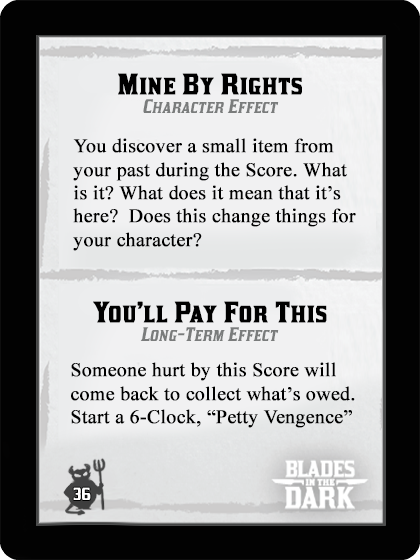 Mine By Rights
Character Effect
You discover a small item from
your past during the Score. What
is it? What does it mean that it's
here?  Does this change things for
your character?
You'll Pay For This
Long-Term Effect
Someone hurt by this Score will
come back to collect what's owed.
Start a 6-Clock, “Petty Vengence”
36
BLADES
IN THE
DARK